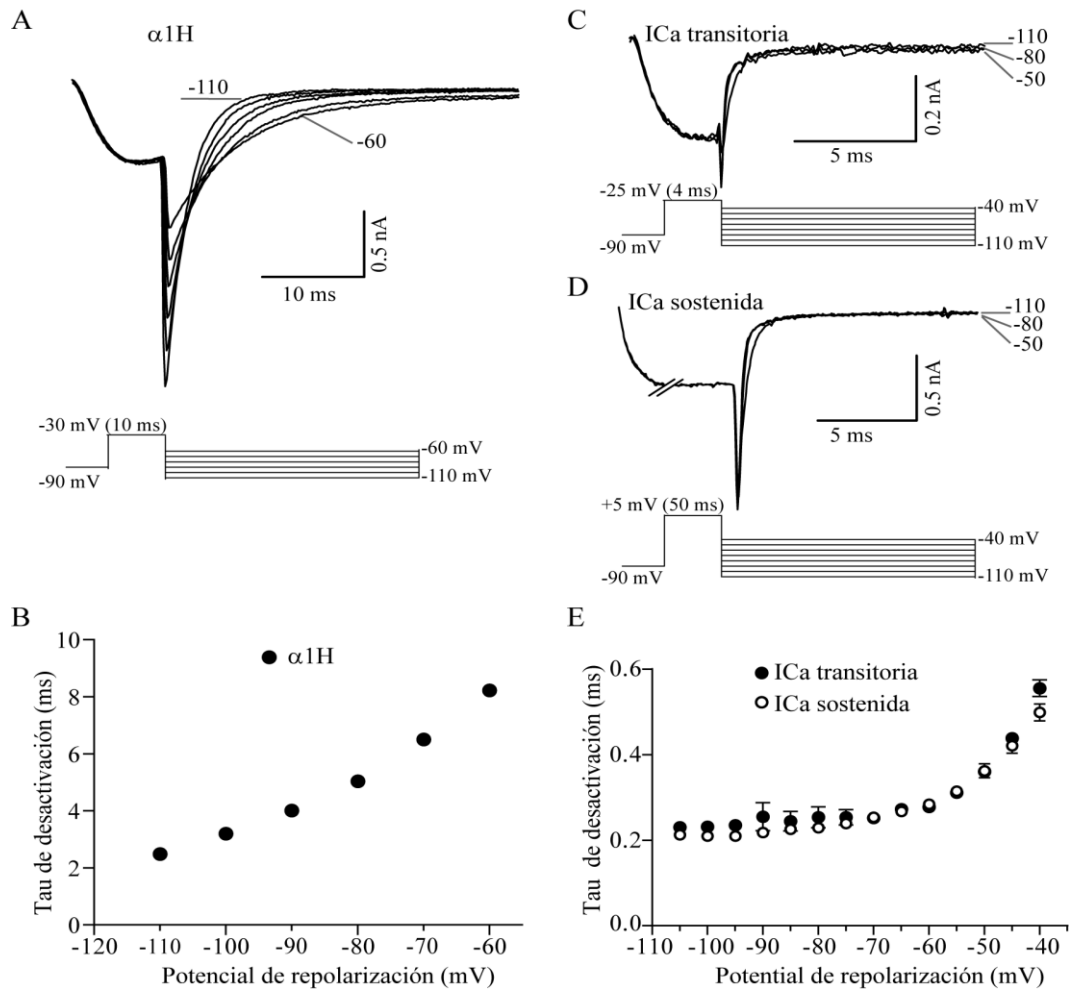 A
α1H
-110
-60
0.5 nA
10 ms
-30 mV (10 ms)
-90 mV
-60 mV
-110 mV
C
ICa transitoria
-110
-80
-50
0.2 nA
5 ms
-25 mV (4 ms)
-90 mV
-40 mV
-110 mV
D
ICa sostenida
-110
-80
-50
0.5 nA
5 ms
+5 mV (50 ms)
-90 mV
-40 mV
-110 mV
B
α1H
Tau de desactivación (ms)
10
8
6
4
2
0
-120 -110 -100 -90 -80 -70 -60
Potencial de repolarización (mV)
E
ICa transitoria
ICa sostenida
Tau de desactivación (ms)
0.6
0.4
0.2
0.0
-110 -100 -90 -80 -70 -60 -50 -40
Potential de repolarización (mV)